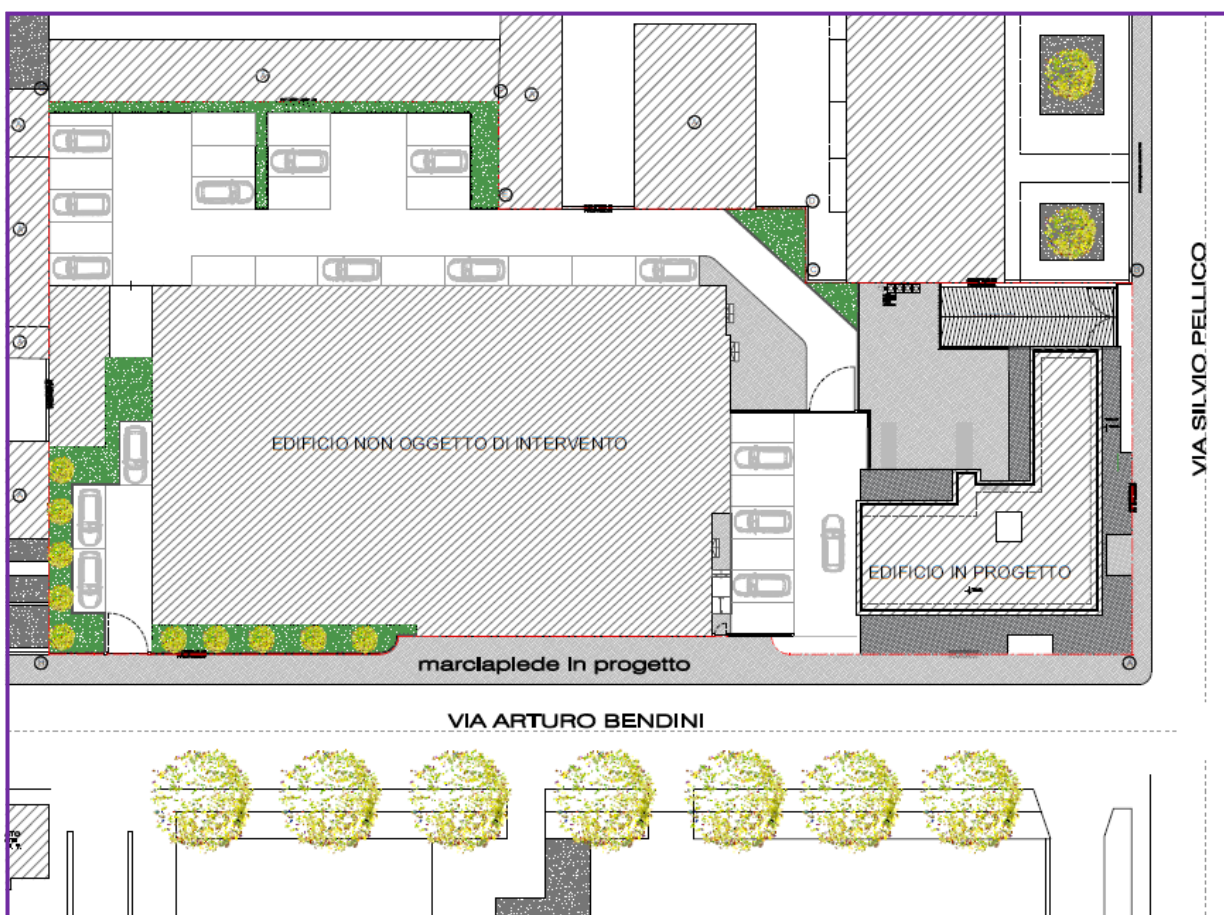 VIA SILVIO PELLICO
EDIFICIO NON OGGETTO DI INTERVENTO
EDIFICIO IN PROGETTO
marciapiede in progetto
VIA ARTURO BENDINI